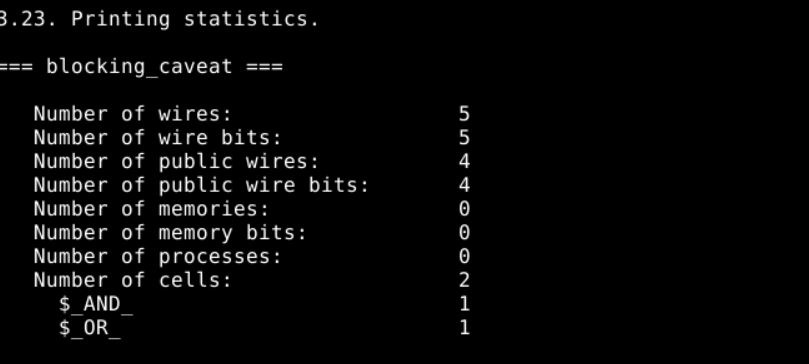 3.23. Printing statistics.
=== blocking_caveat ===
Number of wires: 5
Number of wire bits: 5
Number of public wires: 4
Number of public wire bits: 4
Number of memories: 0
Number of memory bits: 0
Number of processes: 0
Number of cells: 2
$_AND_ 1
$_OR_ 1